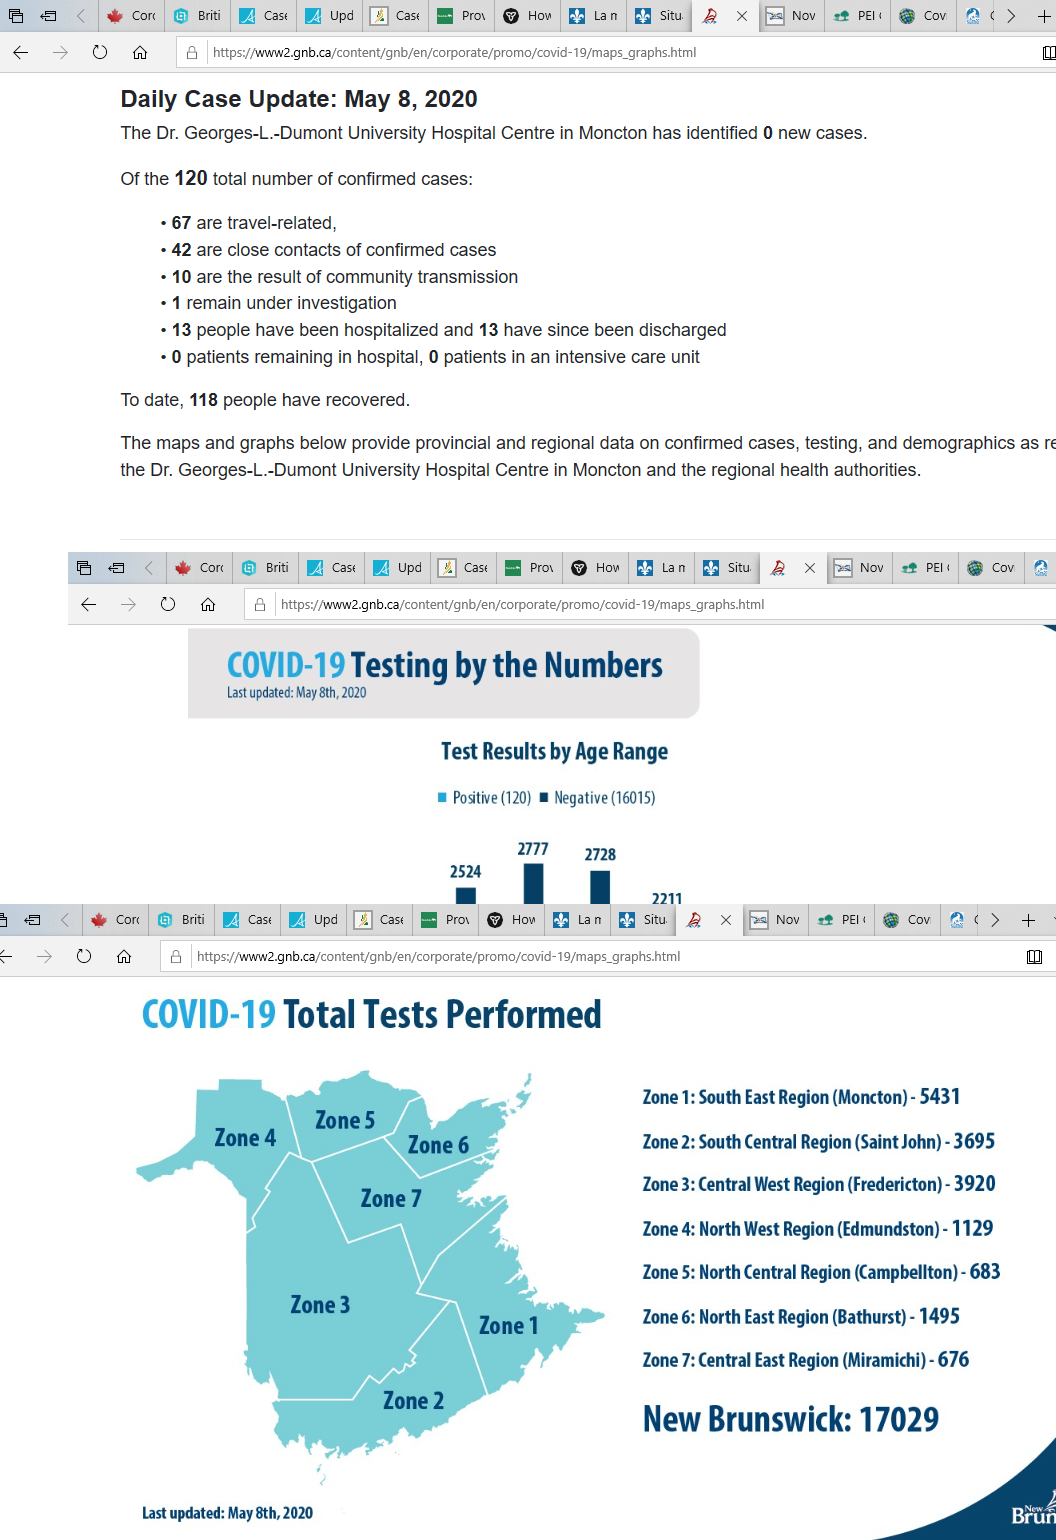 Corc
Briti
Case
Upd
Case
Prov
How
La n
Situ
Nov
PEI
Cov
https://www2.gnb.ca/content/gnb/en/corporate/promo/covid-19/maps_graphs.html
Daily Case Update: May 8, 2020
The Dr. Georges-L.-Dumont University Hospital Centre in Moncton has identified 0 new cases.
Of the 120 total number of confirmed cases:
• 67 are travel-related,
• 42 are close contacts of confirmed cases
• 10 are the result of community transmission
• 1 remain under investigation
• 13 people have been hospitalized and 13 have since been discharged
• 0 patients remaining in hospital, 0 patients in an intensive care unit
To date, 118 people have recovered.
The maps and graphs below provide provincial and regional data on confirmed cases, testing, and demographics as re
the Dr. Georges-L.-Dumont University Hospital Centre in Moncton and the regional health authorities.
Corc
Briti
Case
Upd
Case
Prov
How
La n
Situ
Nov
PEI
Cov
https://www2.gnb.ca/content/gnb/en/corporate/promo/covid-19/maps_graphs.html
COVID-19 Testing by the Numbers
Last updated: May 8th, 2020
Test Results by Age Range
Positive (120) Negative (16015)
2777
2728
2524
2211
Corc
Briti
Case
Upd
Case
Prov
How
La n
Situ
Nov
PEI
Cov
https://www2.gnb.ca/content/gnb/en/corporate/promo/covid-19/maps_graphs.html
COVID-19 Total Tests Performed
Zone 4
Zone 5
Zone 6
Zone 7
Zone 3
Zone 1
Zone 2
Zone 1: South East Region (Moncton) - 5431
Zone 2: South Central Region (Saint John) - 3695
Zone 3: Central West Region (Fredericton) - 3920
Zone 4: North West Region (Edmundston) - 1129
Zone 5: North Central Region (Campbellton) - 683
Zone 6: North East Region (Bathurst) - 1495
Zone 7: Central East Region (Miramichi) - 676
New Brunswick: 17029
Last updated: May 8th, 2020
New
Brun